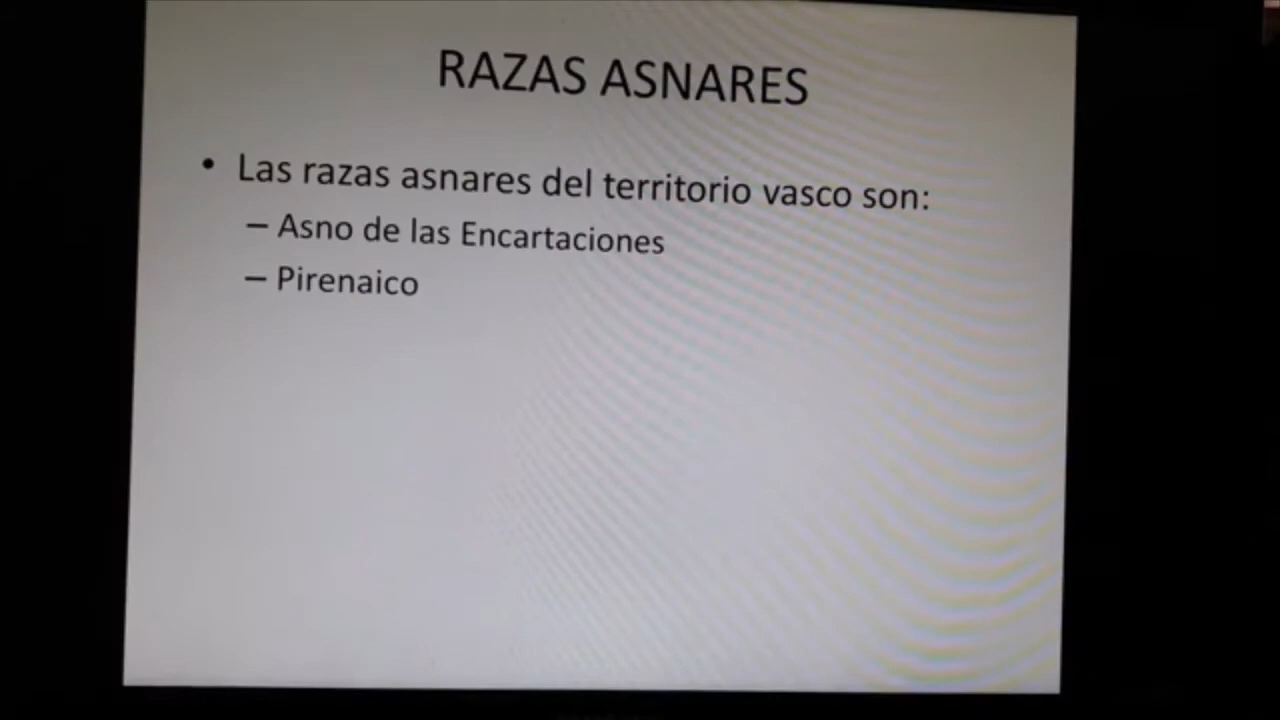 RAZAS ASNARES
• Las razas asnares del territorio vasco son:
– Asno de las Encartaciones
– Pirenaico